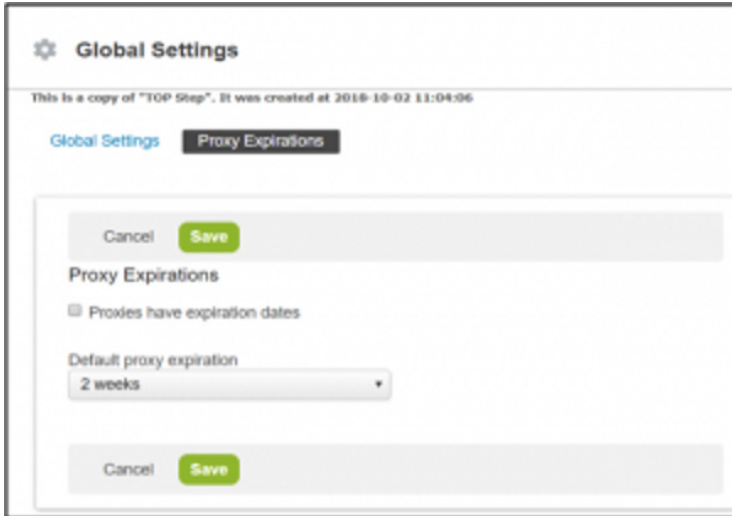 Global Settings
This is a copy of "TOP Step". It was created at 2018-10-02 11:04:06
Global Settings Proxy Expirations
Cancel Save
Proxy Expirations
Proxies have expiration dates
Default proxy expiration
2 weeks
Cancel Save